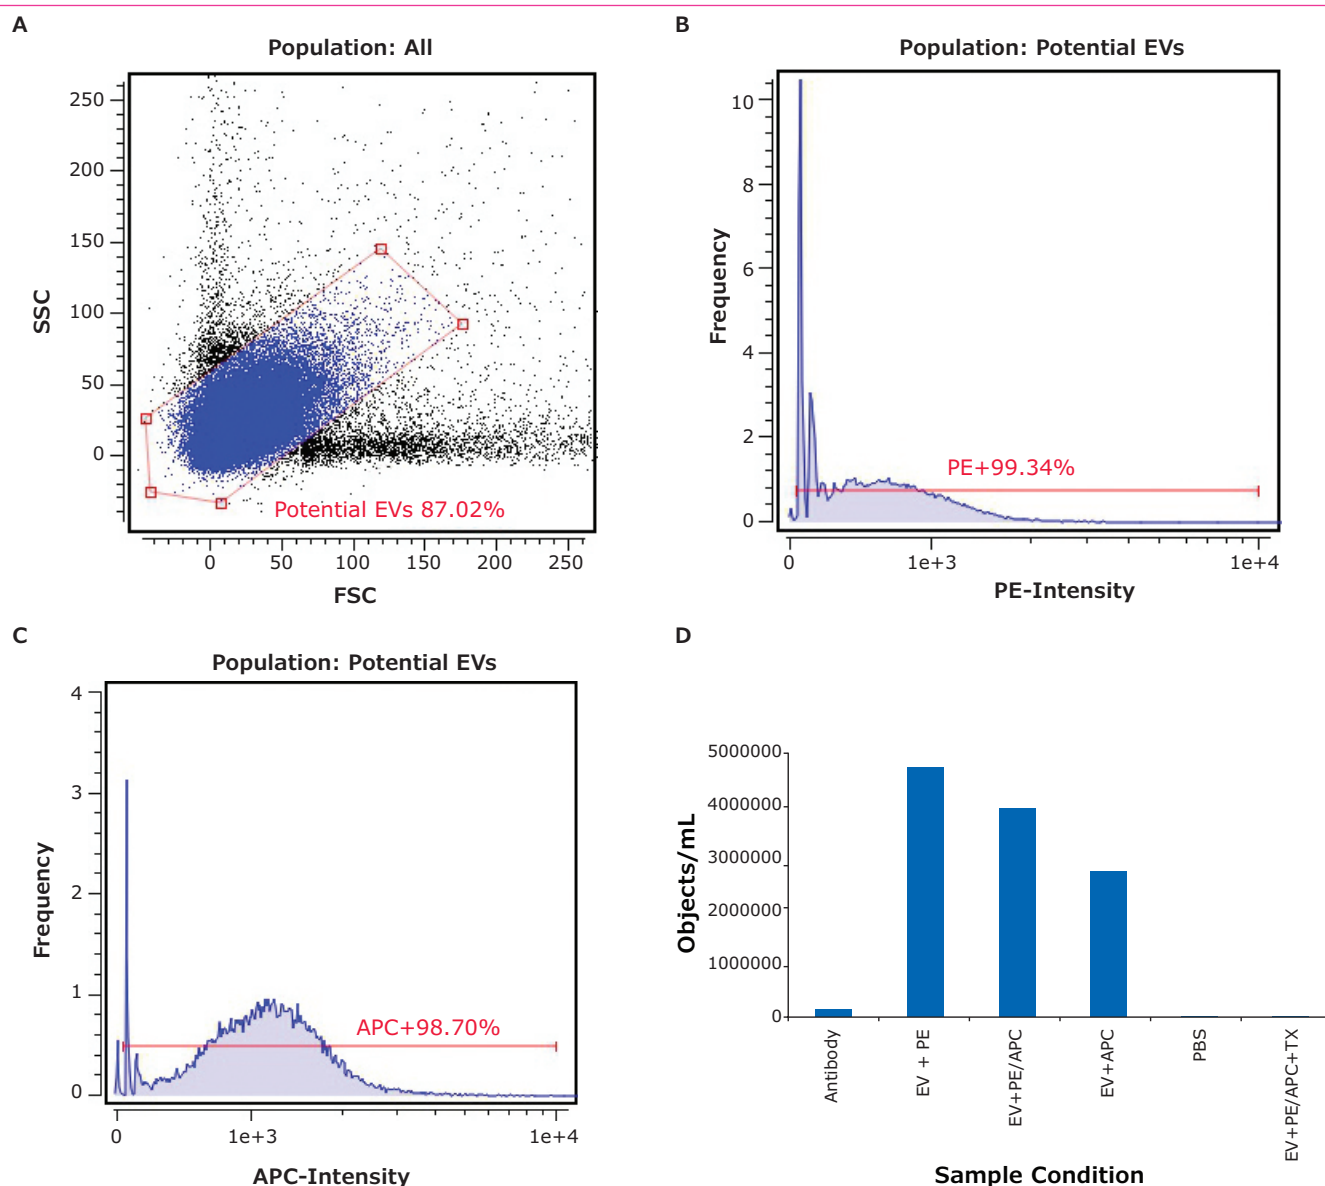 A
Population: All
SSC
250
200
150
100
50
0
Potential EVs 87.02%
0 50 100 150 200 250
FSC
B
Population: Potential EVs
Frequency
10
8
6
4
2
0
PE+99.34%
0 1e+3 1e+4
PE-Intensity
C
Population: Potential EVs
Frequency
4
3
2
1
0
APC+98.70%
0 1e+3 1e+4
APC-Intensity
D
Objects/mL
5000000
4000000
3000000
2000000
1000000
0
Antibody
EV + PE
EV+PE/APC
EV+APC
PBS
EV+PE/APC+TX
Sample Condition